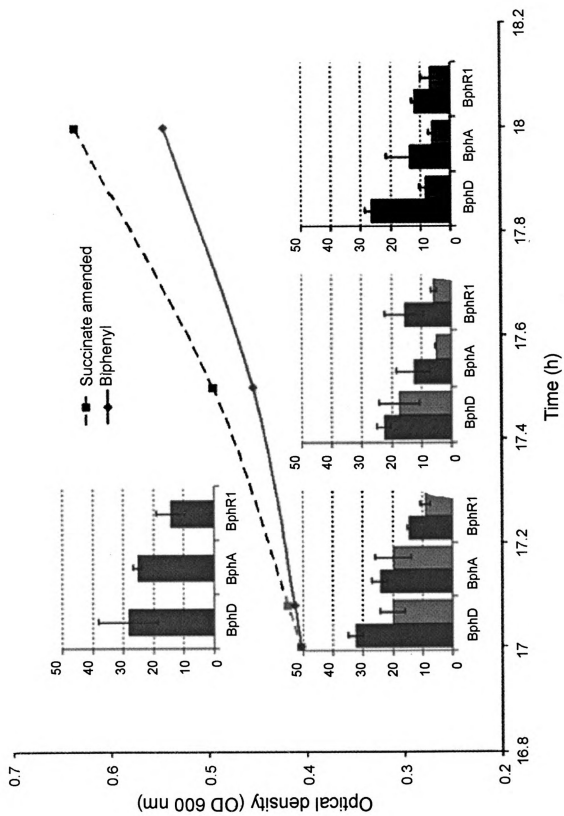 Optical density (OD 600 nm)
0.7
0.6
0.5
0.4
0.3
0.2
16.8
17
17.2
17.4
17.6
17.8
18
18.2
Time (h)
Succinate amended
Biphenyl
50
40
30
20
10
0
BphD
BphA
BphR1
50
40
30
20
10
0
BphD
BphA
BphR1
50
40
30
20
10
0
BphD
BphA
BphR1
50
40
30
20
10
0
BphD
BphA
BphR1